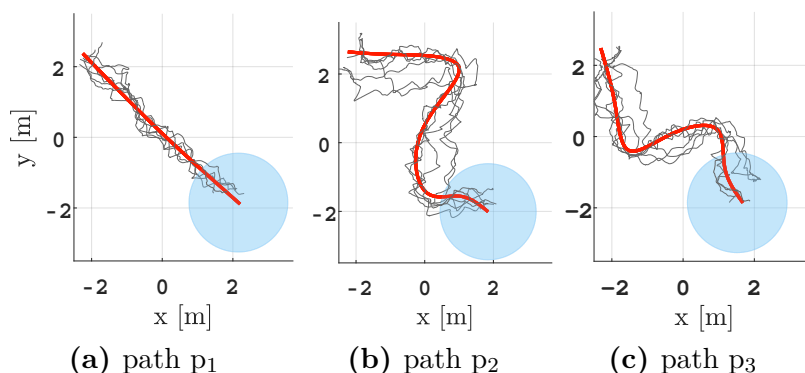 y [m]
2
0
-2
-2 0 2
x [m]
(a) path p₁
2
0
-2
-2 0 2
x [m]
(b) path p₂
2
0
−2
−2 0 2
x [m]
(c) path p₃